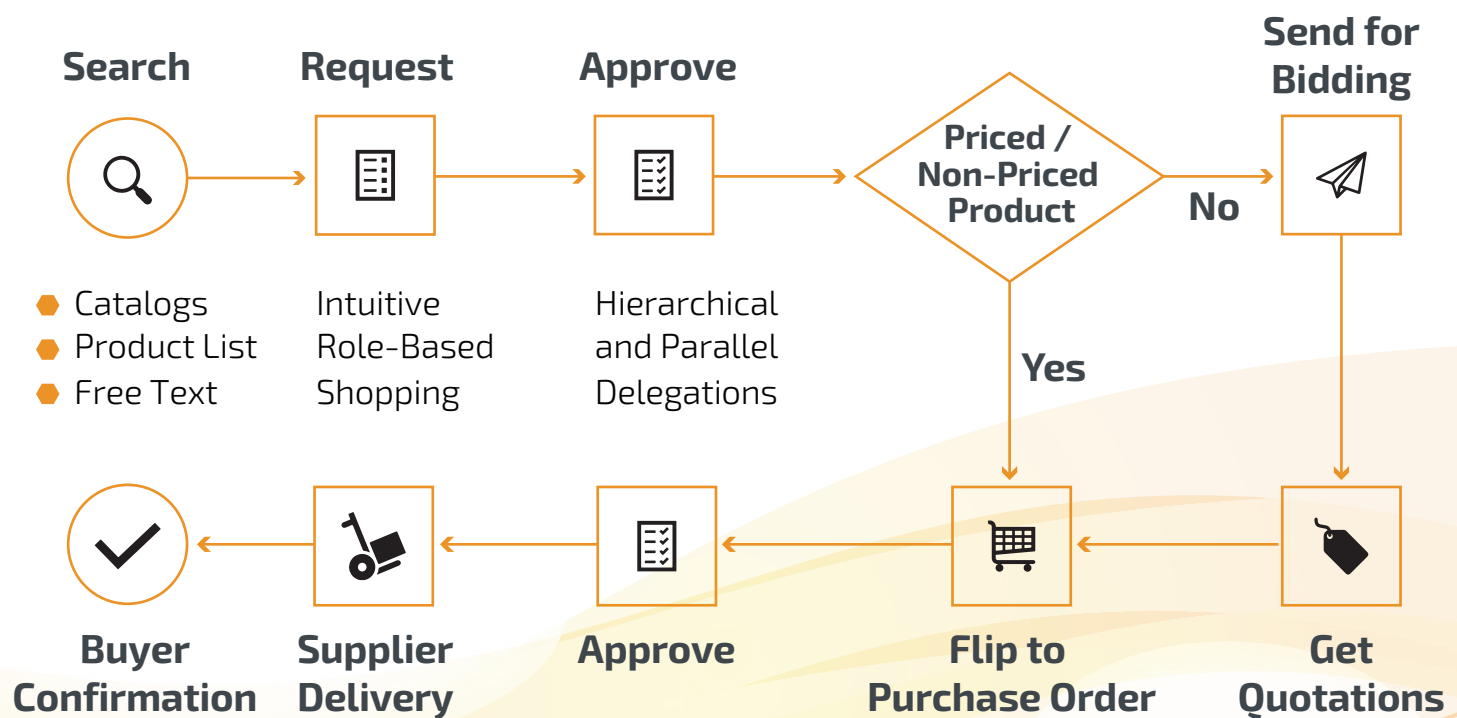 Search
Request
Approve
Send for
Bidding
Priced /
Non-Priced
Product
No
Catalogs
Product List
Free Text
Intuitive
Role-Based
Shopping
Hierarchical
and Parallel
Delegations
Yes
Buyer
Confirmation
Supplier
Delivery
Approve
Flip to
Purchase Order
Get
Quotations